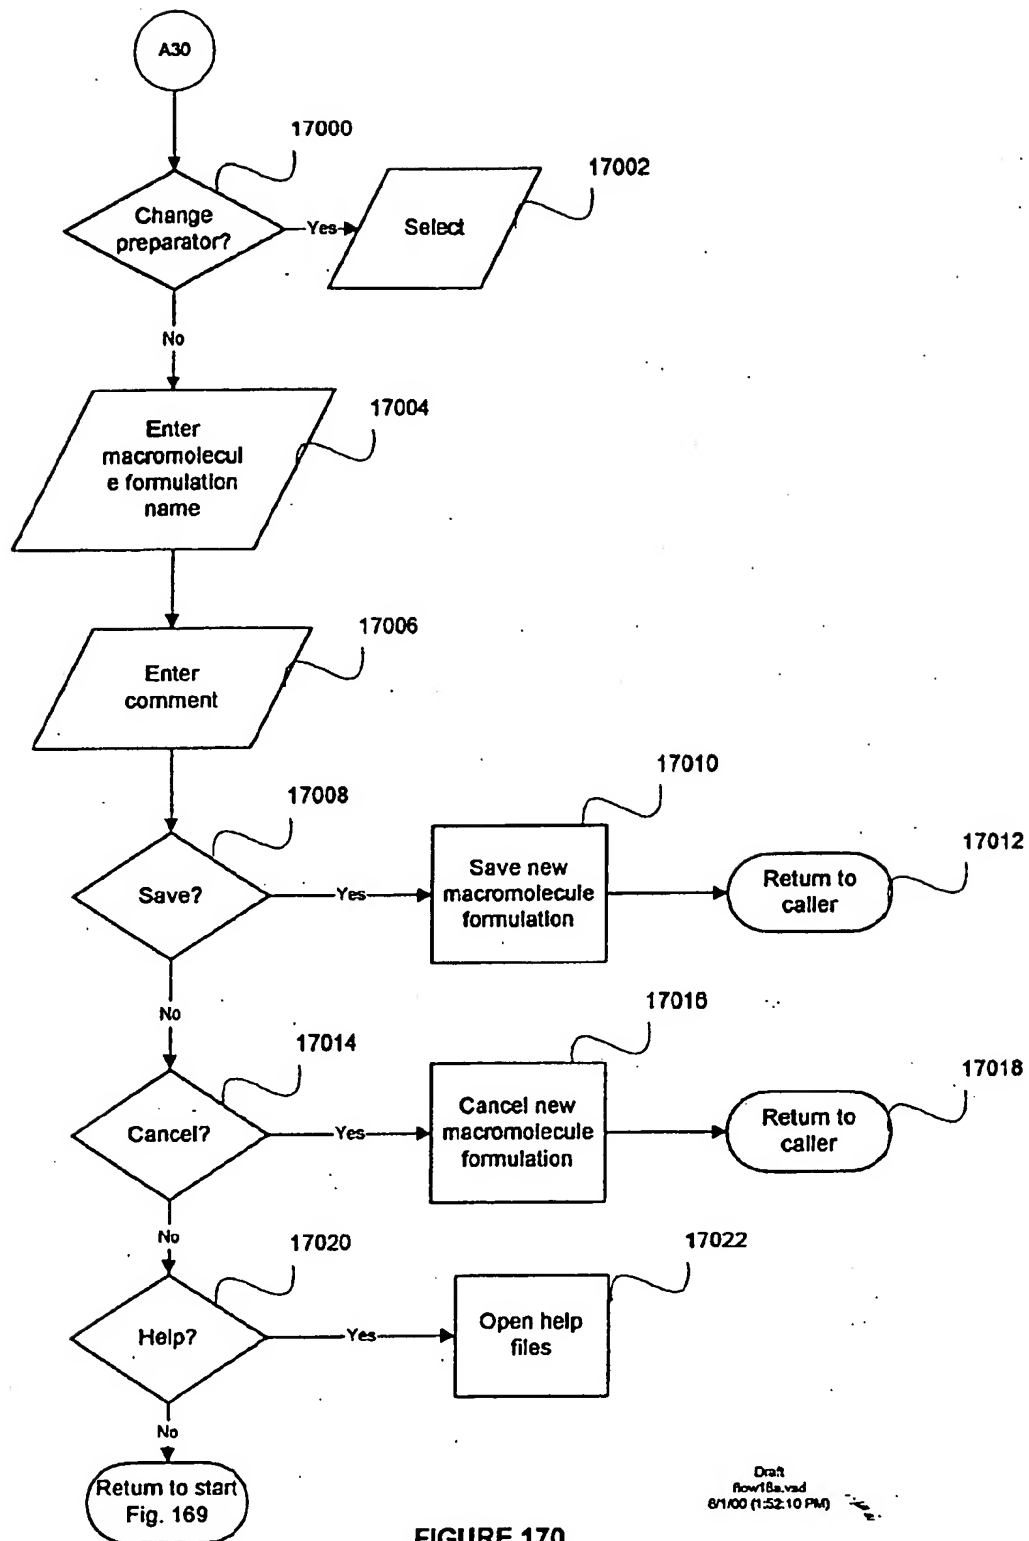 A30
17000
Change
preparator?
Yes
17002
Select
No
17004
Enter
macromolecul
e formulation
name
17006
Enter
comment
17008
Save?
Yes
17010
Save new
macromolecule
formulation
17012
Return to
caller
No
17014
Cancel?
Yes
17016
Cancel new
macromolecule
formulation
17018
Return to
caller
No
17020
Help?
Yes
17022
Open help
files
No
Return to start
Fig. 169
Draft
flow18a.vsd
6/1/00 (1:52:10 PM)
FIGURE 170